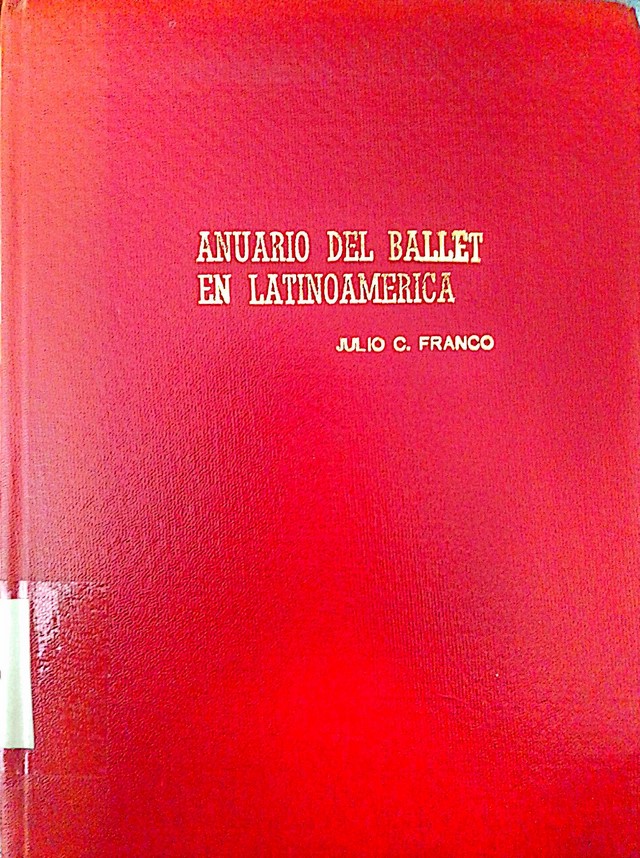 ANUARIO DEL BALLET
EN LATINOAMERICA
JULIO C. FRANCO